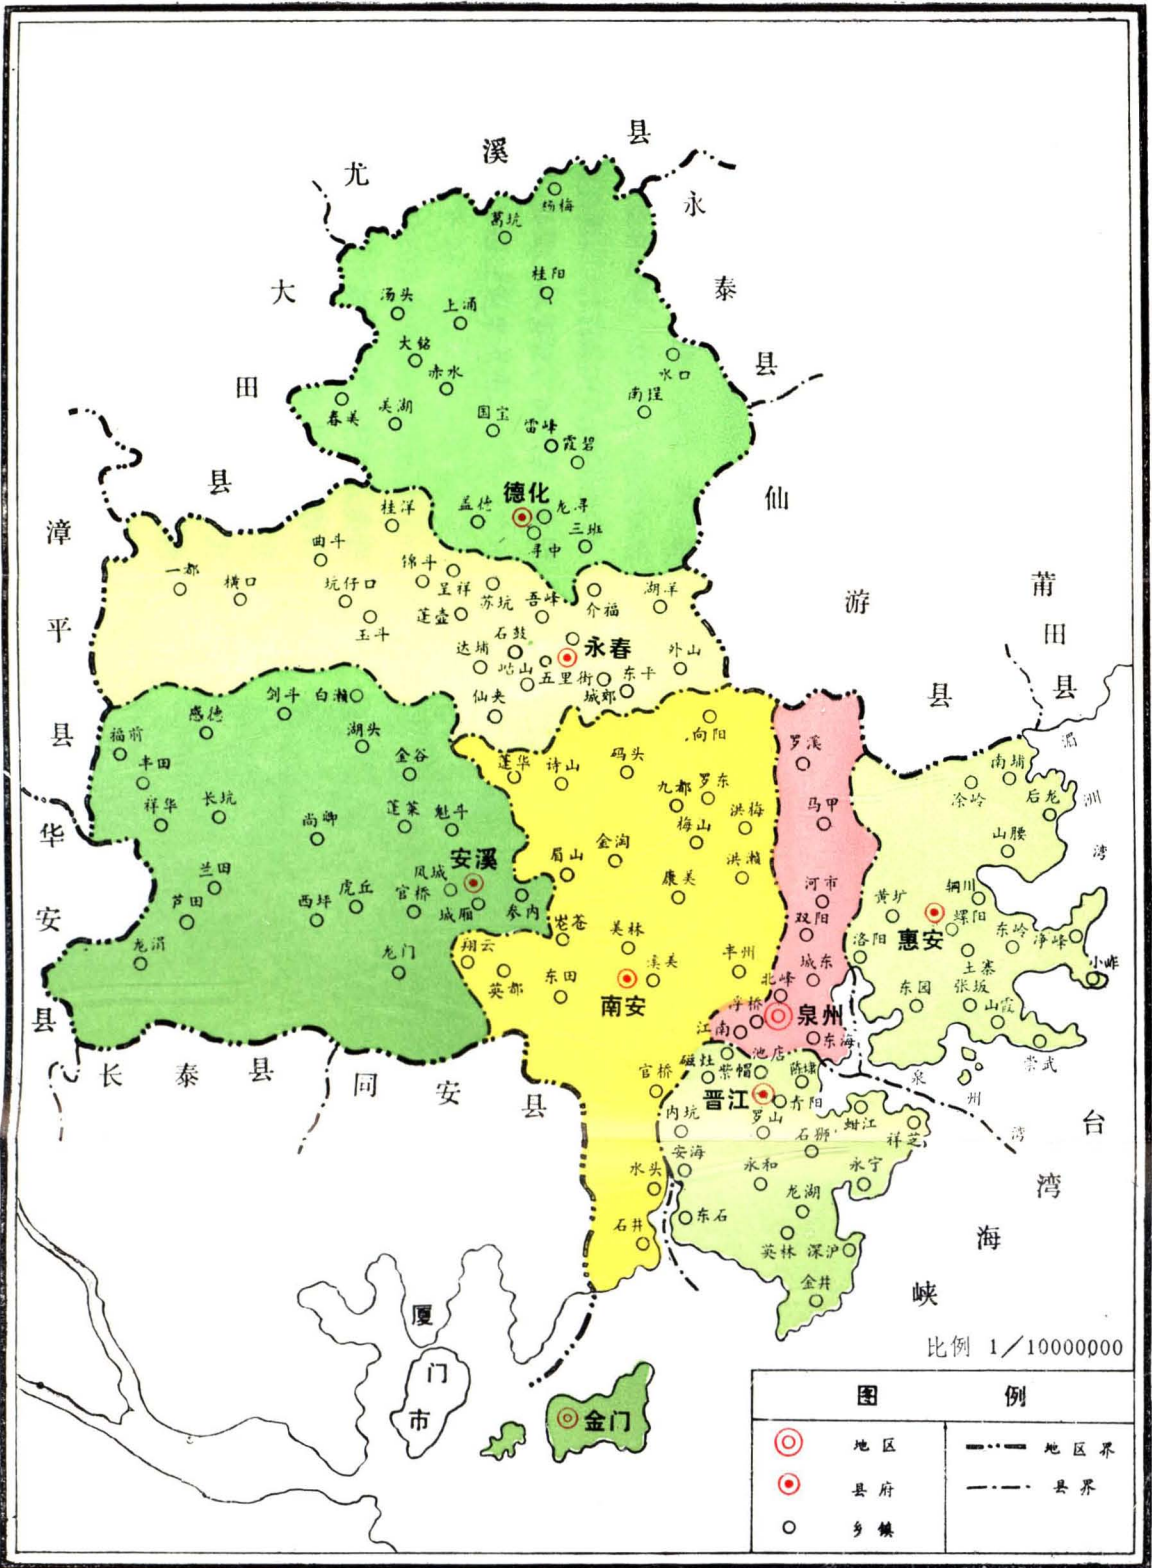 尤溪县
永泰县
大田县
仙游县
莆田县
漳平县
华安县
长泰县
同安县
厦门市
台湾海峡
湄洲湾
泉州湾
杨梅
葛坑
桂阳
汤头
上涌
大铭
赤水
水口
春美
美湖
南埕
国宝
雷峰
霞碧
德化
盖德
龙寻
寻中
三班
桂洋
曲斗
锦斗
一都
横口
坑仔口
呈祥
苏坑
吾峰
介福
湖洋
玉斗
蓬壶
石鼓
达埔
永春
外山
岵山
五里街
东平
仙夹
城郊
剑斗
白濑
感德
福前
湖头
金谷
丰田
祥华
长坑
尚卿
蓬莱
魁斗
安溪
凤城
兰田
芦田
西坪
虎丘
官桥
城厢
参内
龙涓
龙门
向阳
蓬华
诗山
码头
九都
罗东
洪梅
梅山
金淘
眉山
洪濑
康美
仑苍
美林
翔云
英都
东田
溪美
丰州
南安
官桥
水头
石井
罗溪
马甲
河市
双阳
城东
北峰
浮桥
泉州
江南
东海
南埔
涂岭
后龙
山腰
辋川
黄圹
螺阳
惠安
洛阳
东岭
净峰
小岞
土寨
东园
张坂
山霞
崇武
池店
磁灶
紫帽
陈埭
晋江
青阳
内坑
罗山
石狮
蚶江
祥芝
安海
永和
永宁
龙湖
东石
英林
深沪
金井
金门
比例 1/10000000
图例
地区
地区界
县府
县界
乡镇